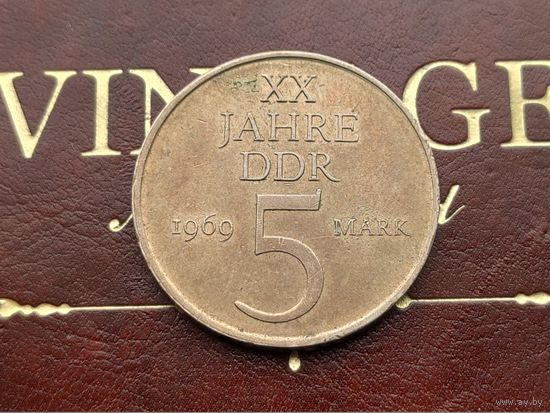 VIN GE
XX
JAHRE
DDR
1969 5 MARK
www.ay.by